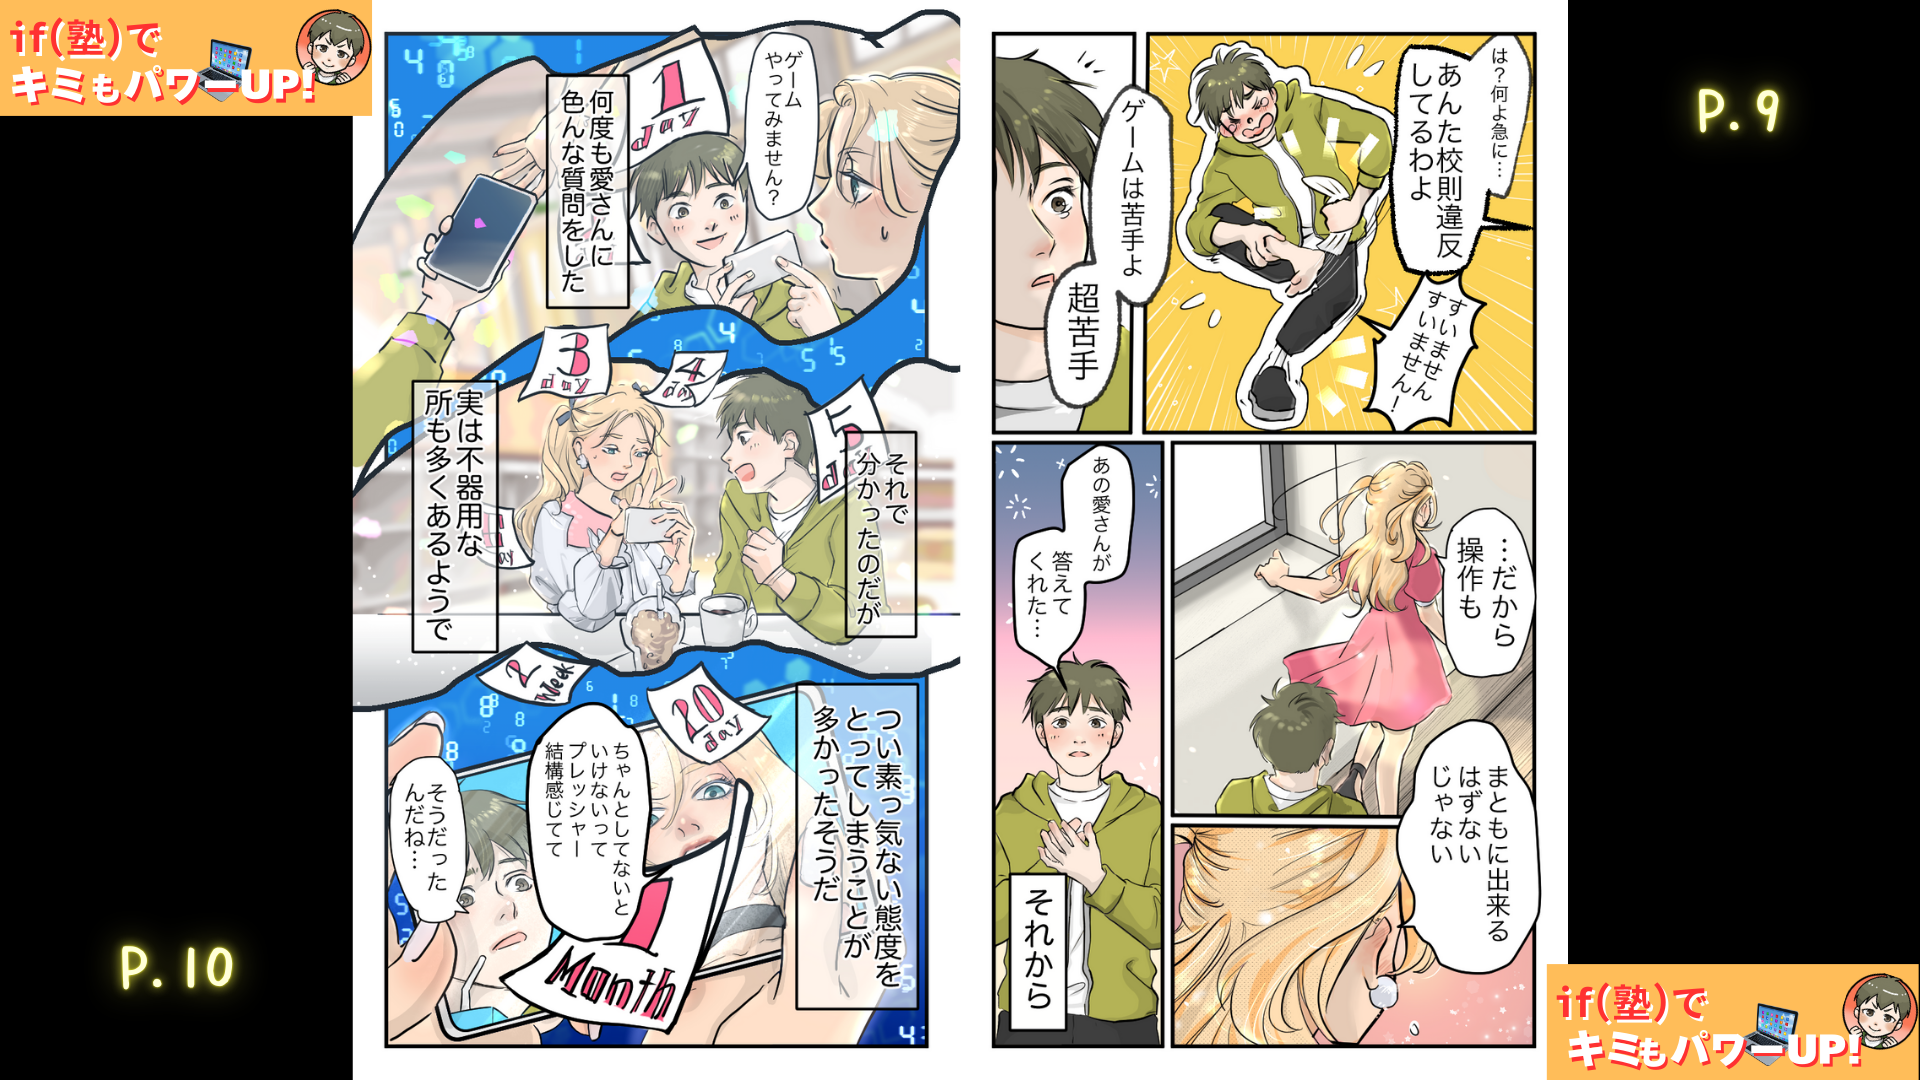 if(塾)で
キミもパワーUP!
P.9
は?何よ急に…
あんた校則違反
してるわよ
すいません
すいません!
ゲームは苦手よ
超苦手
…だから
操作も
まともに出来る
はずない
じゃない
あの愛さんが
答えて
くれた…
それから
P.10
1
day
ゲーム
やってみません?
何度も愛さんに
色んな質問をした
3
day
4
day
5
それで
分かったのだが
実は不器用な
所も多くあるようで
2
Week
20
day
つい素っ気ない態度を
とってしまうことが
多かったそうだ
ちゃんとしてないと
いけないって
プレッシャー
結構感じてて
そうだった
んだね…
1
Month
if(塾)で
キミもパワーUP!